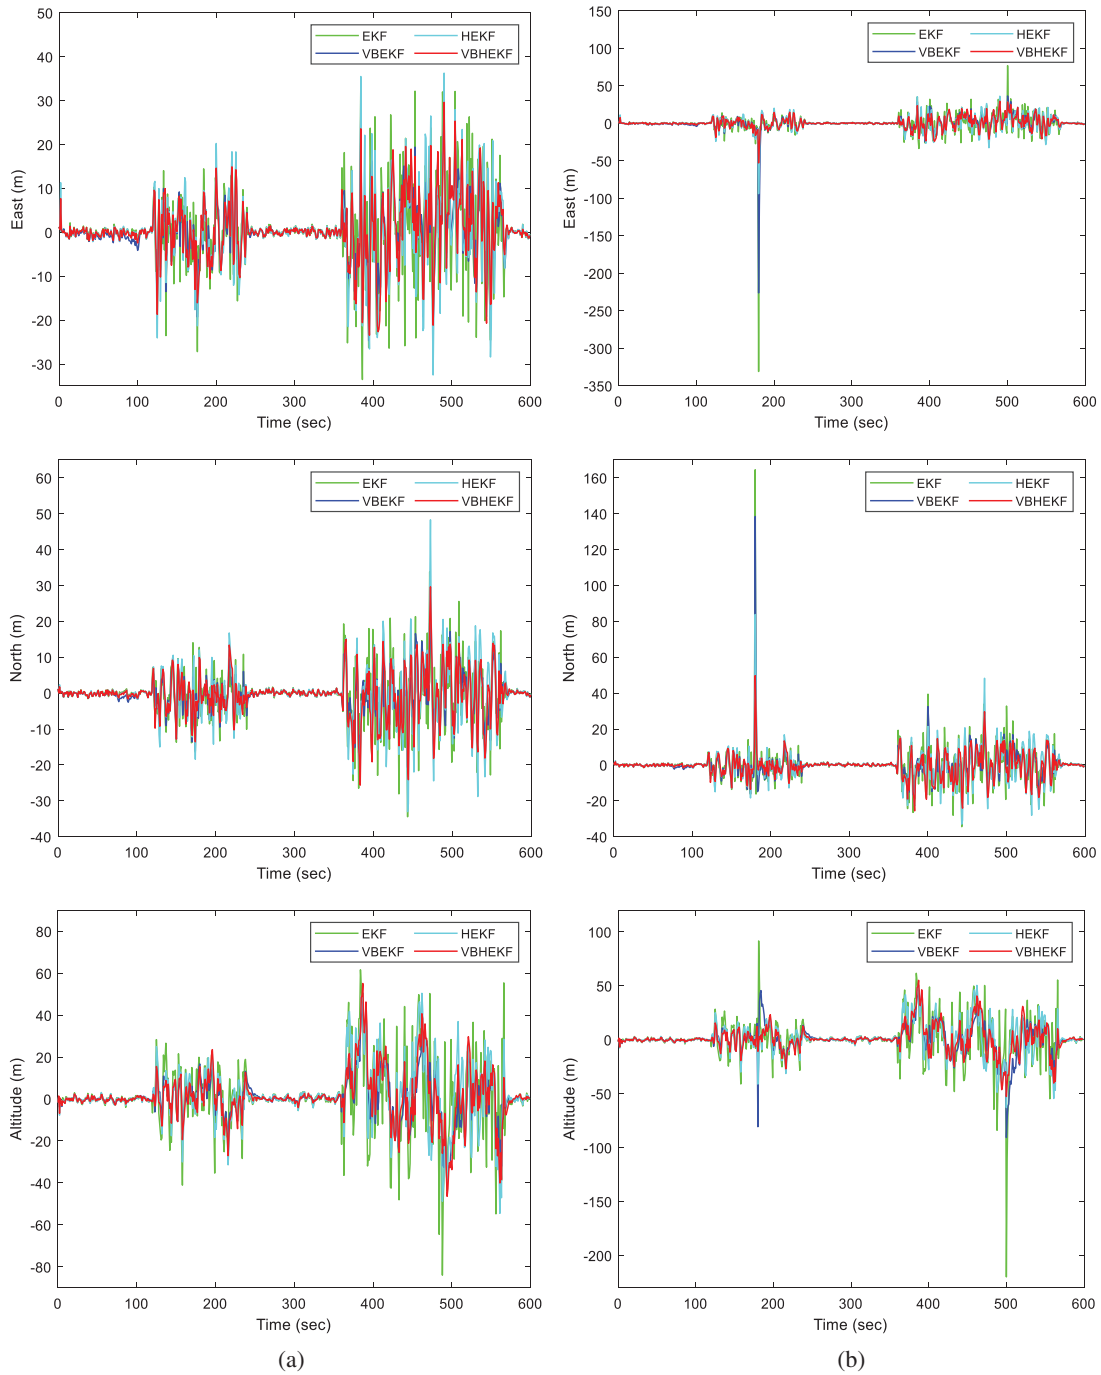 50
40
30
20
10
0
-10
-20
-30
East (m)
EKF HEKF
VBEKF VBHEKF
0 100 200 300 400 500 600
Time (sec)
150
100
50
0
-50
-100
-150
-200
-250
-300
-350
East (m)
EKF HEKF
VBEKF VBHEKF
0 100 200 300 400 500 600
Time (sec)
60
50
40
30
20
10
0
-10
-20
-30
-40
North (m)
EKF HEKF
VBEKF VBHEKF
0 100 200 300 400 500 600
Time (sec)
160
140
120
100
80
60
40
20
0
-20
-40
North (m)
EKF HEKF
VBEKF VBHEKF
0 100 200 300 400 500 600
Time (sec)
80
60
40
20
0
-20
-40
-60
-80
Altitude (m)
EKF HEKF
VBEKF VBHEKF
0 100 200 300 400 500 600
Time (sec)
100
50
0
-50
-100
-150
-200
Altitude (m)
EKF HEKF
VBEKF VBHEKF
0 100 200 300 400 500 600
Time (sec)
(a) (b)